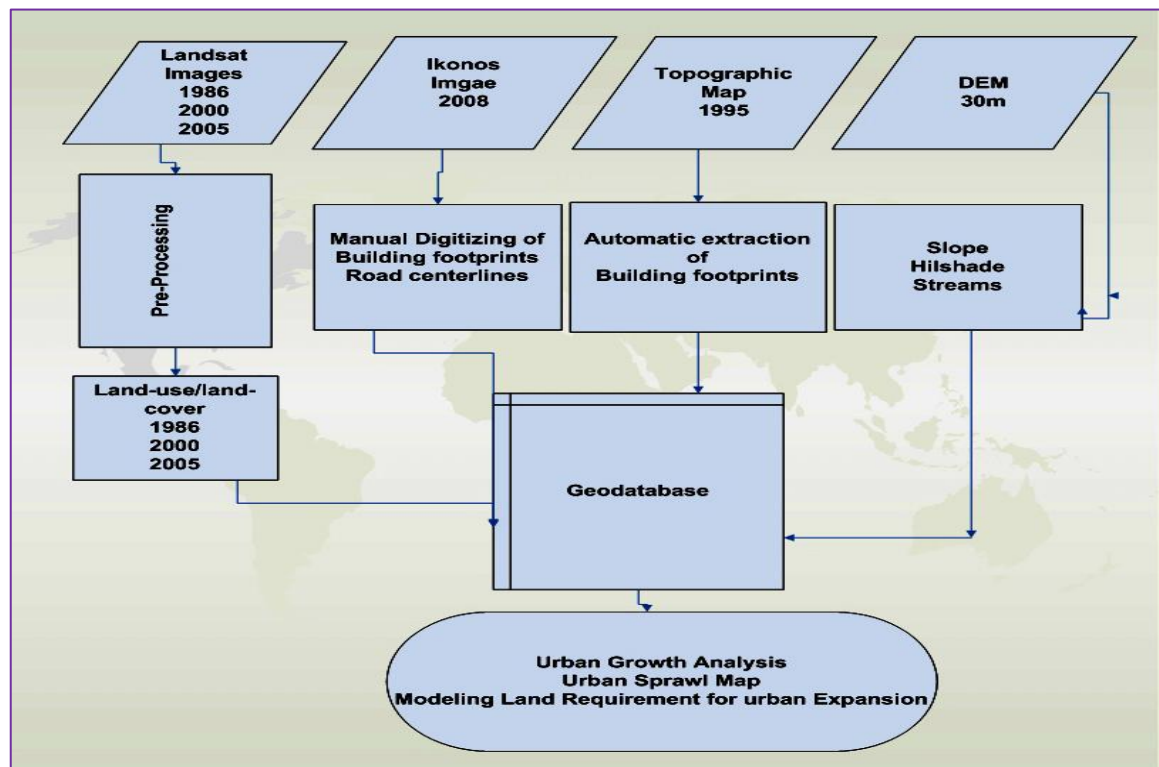 Landsat
Images
1986
2000
2005
Ikonos
Imgae
2008
Topographic
Map
1995
DEM
30m
Pre-Processing
Manual Digitizing of
Building footprints
Road centerlines
Automatic extraction
of
Building footprints
Slope
Hilshade
Streams
Land-use/land-
cover
1986
2000
2005
Geodatabase
Urban Growth Analysis
Urban Sprawl Map
Modeling Land Requirement for urban Expansion